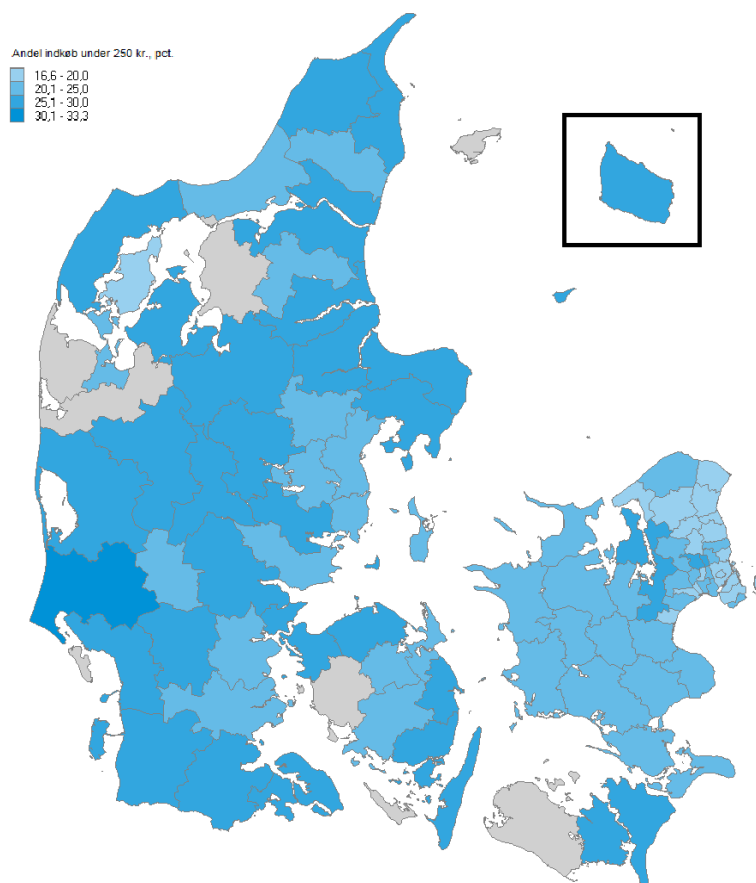 Andel indkøb under 250 kr., pct.
16,6 - 20,0
20,1 - 25,0
25,1 - 30,0
30,1 - 33,3